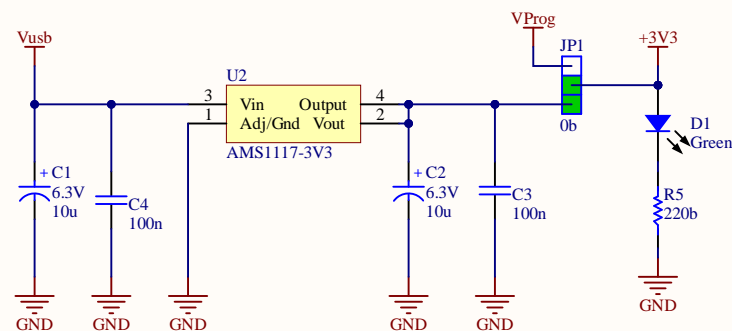 VProg
Vusb
JP1
+3V3
U2
3 Vin Output 4
1 Adj/Gnd Vout 2
0b
D1
Green
AMS1117-3V3
+ C1
6.3V
10u
C4
100n
+ C2
6.3V
10u
C3
100n
R5
220b
GND
GND
GND
GND
GND
GND